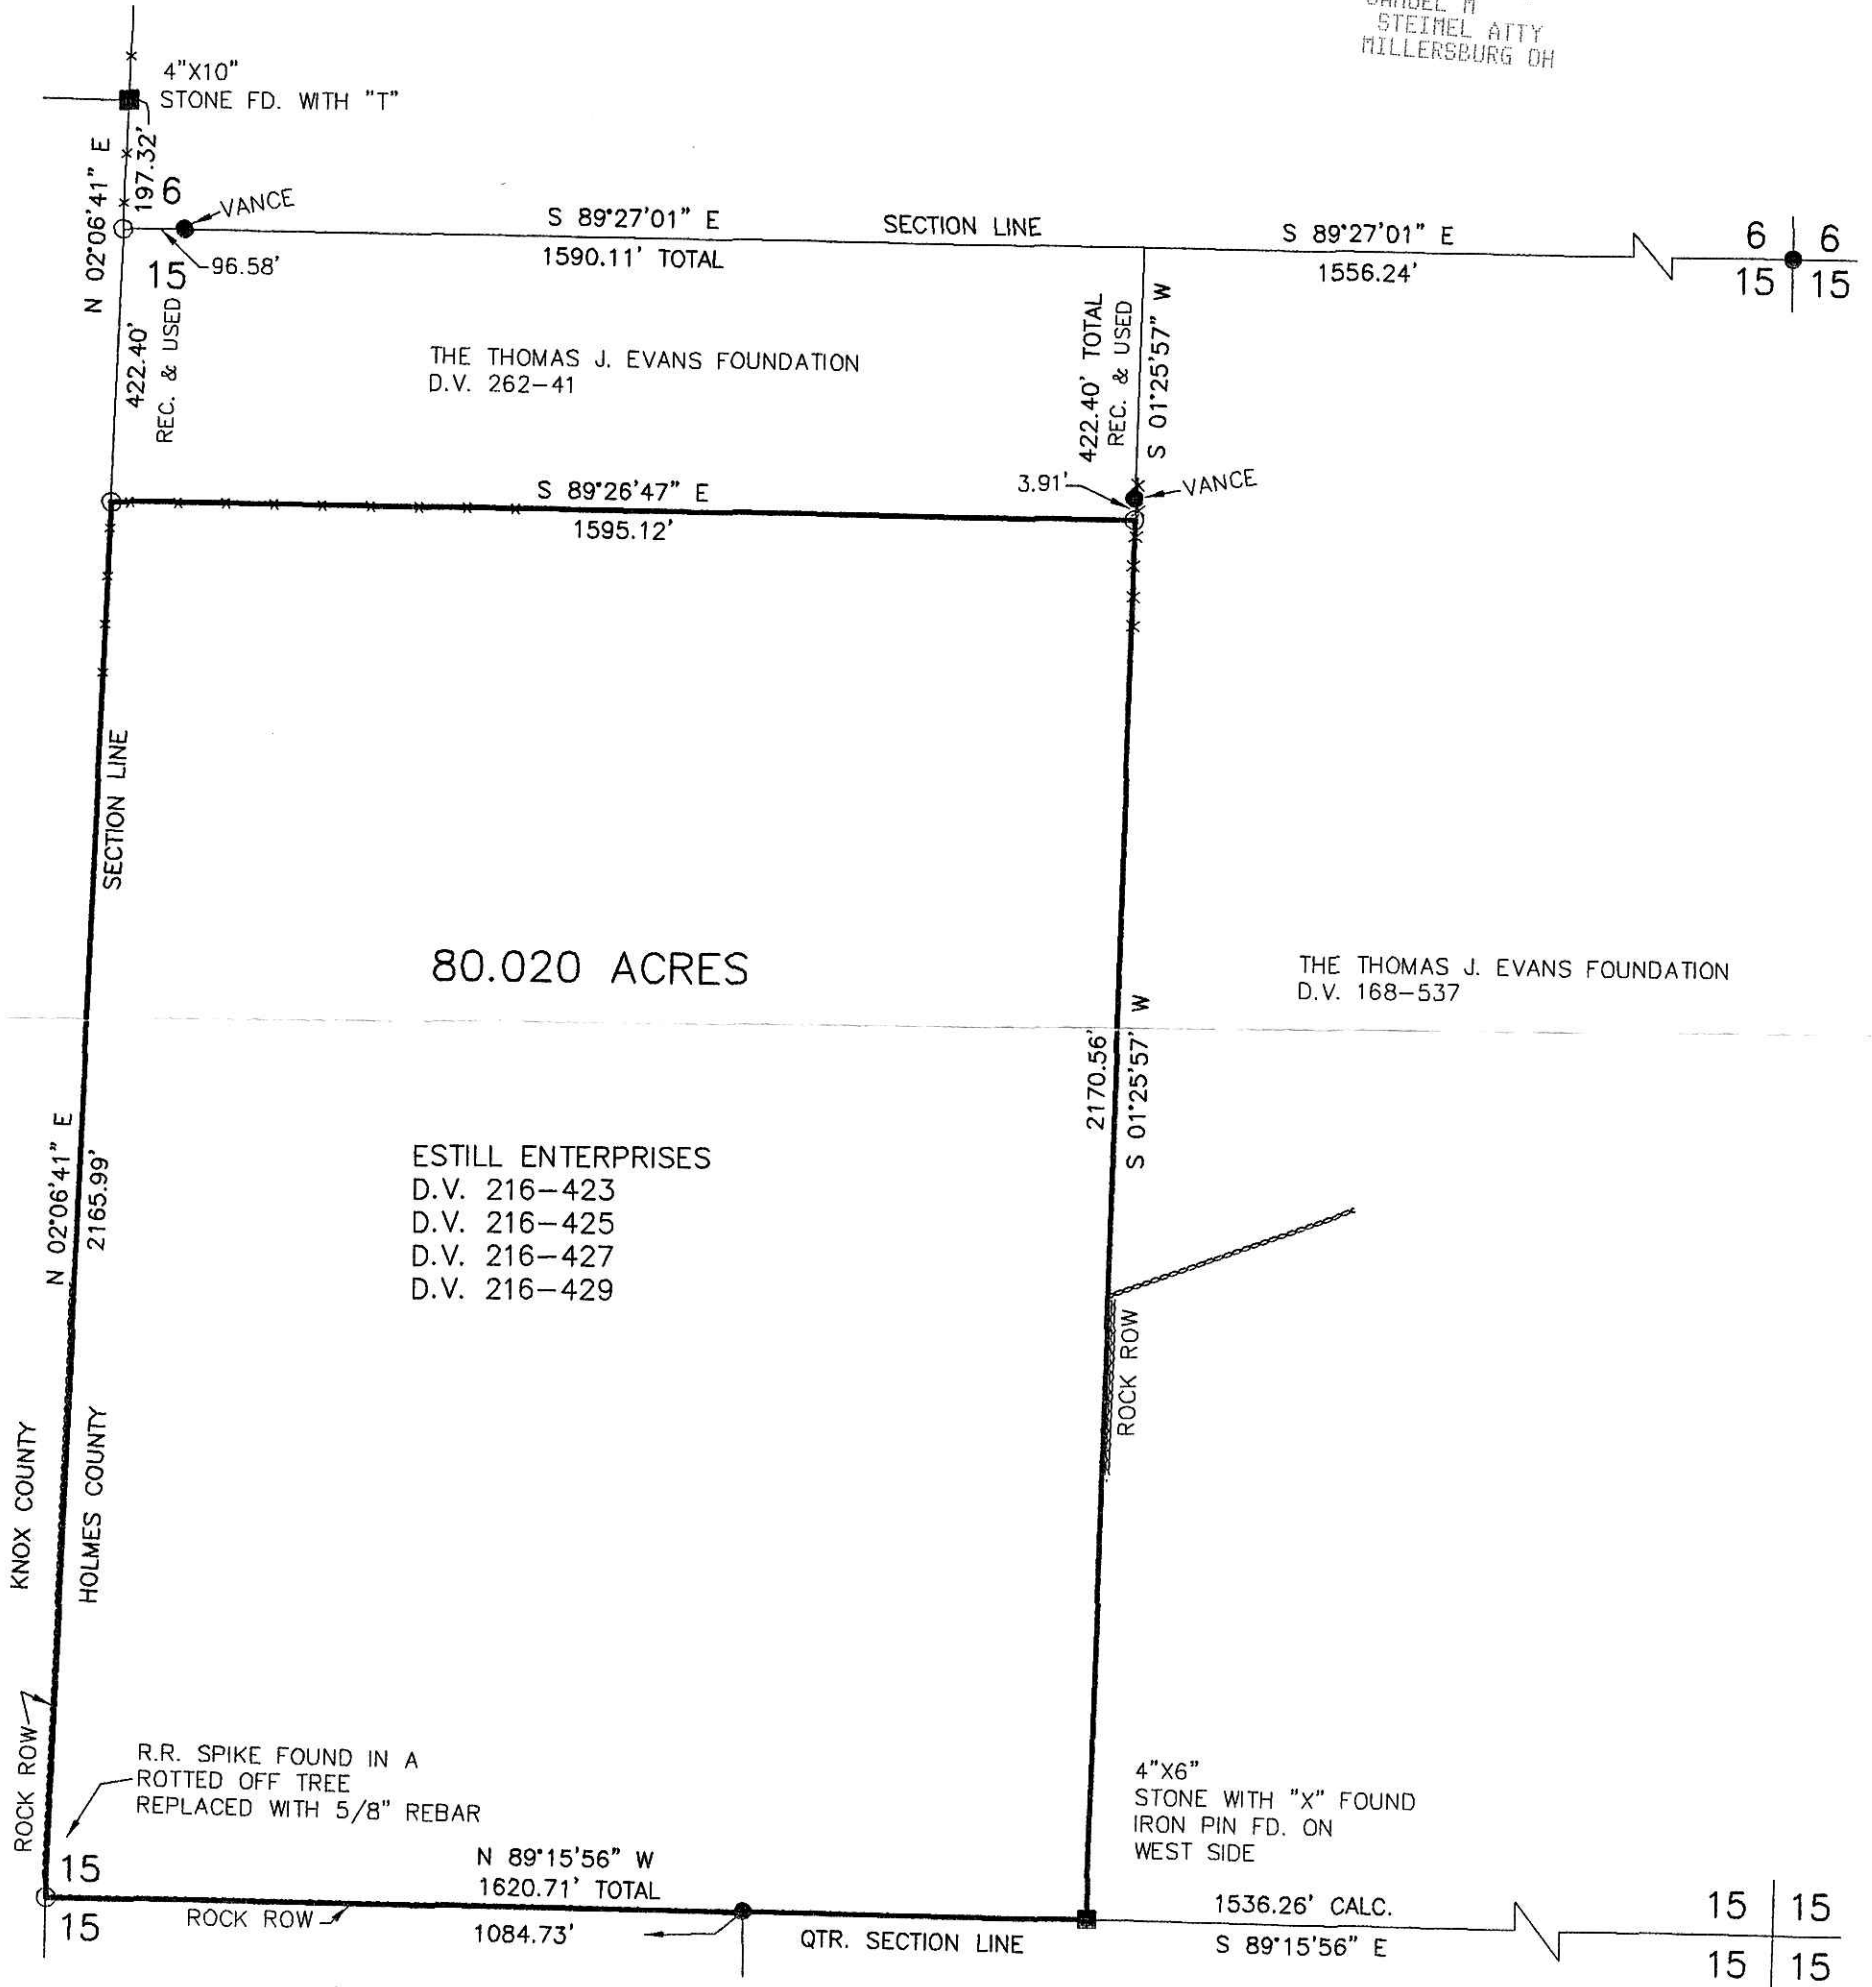 SAMUEL M
STEIMEL ATTY
MILLERSBURG OH
4"X10"
STONE FD. WITH "T"
N 02°06'41" E
197.32'
6
VANCE
15
96.58'
S 89°27'01" E
1590.11' TOTAL
SECTION LINE
S 89°27'01" E
1556.24'
6 6
15 15
422.40'
REC. & USED
THE THOMAS J. EVANS FOUNDATION
D.V. 262-41
422.40' TOTAL
REC. & USED
S 01°25'57" W
3.91'
VANCE
S 89°26'47" E
1595.12'
SECTION LINE
80.020 ACRES
THE THOMAS J. EVANS FOUNDATION
D.V. 168-537
2170.56'
S 01°25'57' W
N 02°06'41" E
2165.99'
ESTILL ENTERPRISES
D.V. 216-423
D.V. 216-425
D.V. 216-427
D.V. 216-429
ROCK ROW
KNOX COUNTY
HOLMES COUNTY
ROCK ROW
R.R. SPIKE FOUND IN A
ROTTED OFF TREE
REPLACED WITH 5/8" REBAR
4"X6"
STONE WITH "X" FOUND
IRON PIN FD. ON
WEST SIDE
15
15
N 89°15'56" W
1620.71' TOTAL
ROCK ROW
1084.73'
QTR. SECTION LINE
1536.26' CALC.
S 89°15'56" E
15 15
15 15